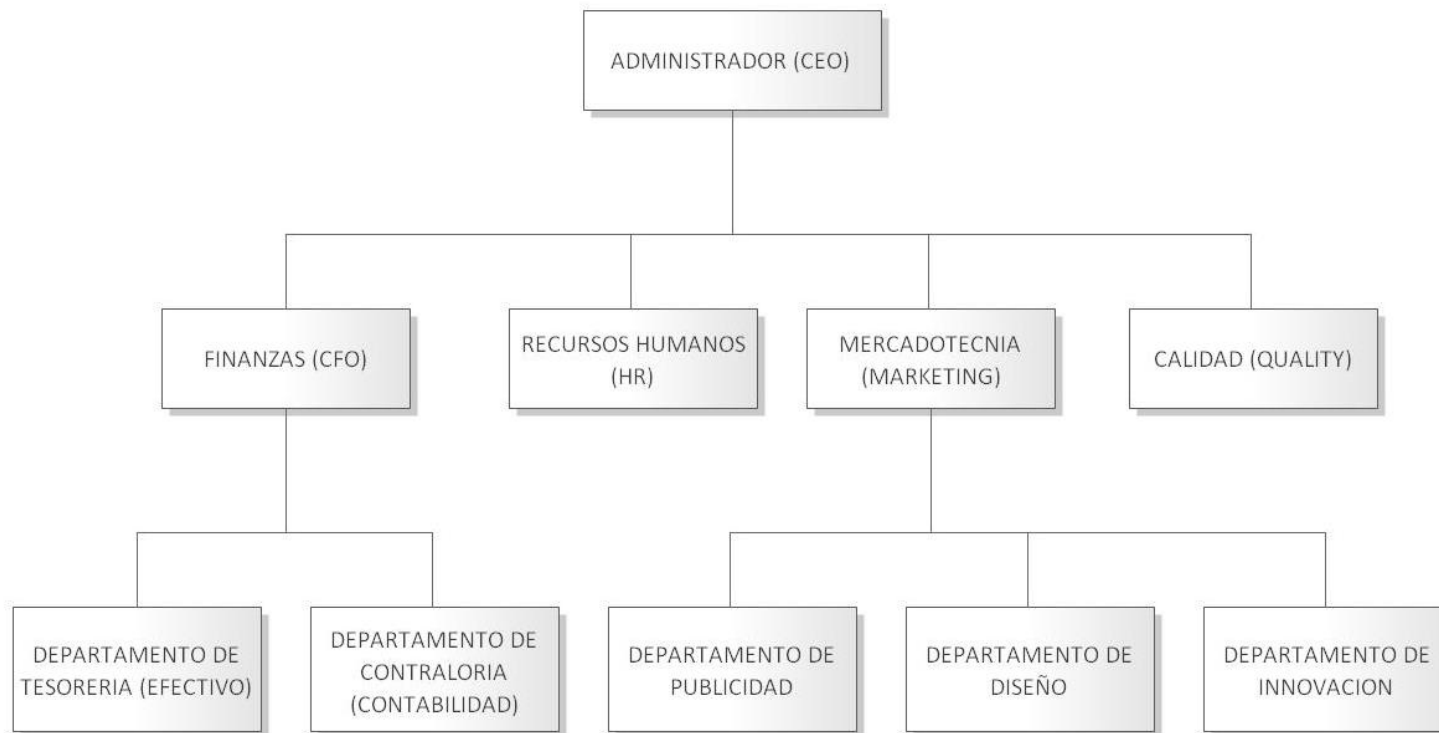 ADMINISTRADOR (CEO)
FINANZAS (CFO)
RECURSOS HUMANOS
(HR)
MERCADOTECNIA
(MARKETING)
CALIDAD (QUALITY)
DEPARTAMENTO DE
TESORERIA (EFECTIVO)
DEPARTAMENTO DE
CONTRALORIA
(CONTABILIDAD)
DEPARTAMENTO DE
PUBLICIDAD
DEPARTAMENTO DE
DISEÑO
DEPARTAMENTO DE
INNOVACION